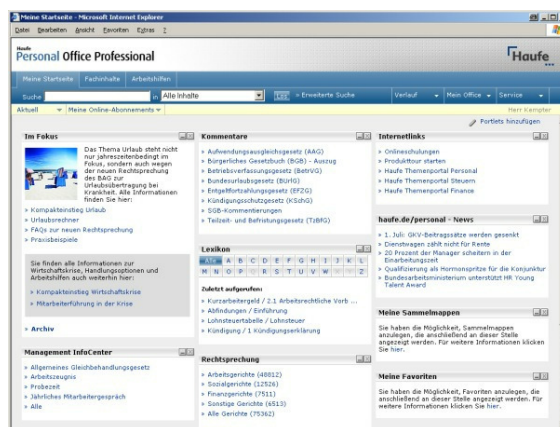 Meine Startseite - Microsoft Internet Explorer
Datei Bearbeiten Ansicht Favoriten Extras ?
Haufe
Personal Office Professional
Haufe
Meine Startseite Fachinhalte Arbeitshilfen
Suche in Alle Inhalte Los » Erweiterte Suche Verlauf Mein Office Service
Aktuell Meine Online-Abonnements Herr Kempter
Portlets hinzufügen
Im Fokus
Das Thema Urlaub steht nicht
nur jahreszeitenbedingt im
Fokus, sondern auch wegen
der neuen Rechtsprechung
des BAG zur
Urlaubsübertragung bei
Krankheit. Alle Informationen
finden Sie hier:
» Kompakteinstieg Urlaub
» Urlaubsrechner
» FAQs zur neuen Rechtsprechung
» Praxisbeispiele
Sie finden alle Informationen zur
Wirtschaftskrise, Handlungsoptionen und
Arbeitshilfen auch weiterhin hier:
» Kompakteinstieg Wirtschaftskrise
» Mitarbeiterführung in der Krise
» Archiv
Management InfoCenter
» Allgemeines Gleichbehandlungsgesetz
» Arbeitszeugnis
» Probezeit
» Jährliches Mitarbeitergespräch
» Alle
Kommentare
» Aufwendungsausgleichsgesetz (AAG)
» Bürgerliches Gesetzbuch (BGB) - Auszug
» Betriebsverfassungsgesetz (BetrVG)
» Bundesurlaubsgesetz (BUrlG)
» Entgeltfortzahlungsgesetz (EFZG)
» Kündigungsschutzgesetz (KSchG)
» SGB-Kommentierungen
» Teilzeit- und Befristungsgesetz (TzBfG)
Lexikon
Alle A B C D E F G H I J K L
M N O P Q R S T U V W X Y Z
Zuletzt aufgerufen:
» Kurzarbeitergeld / 2.1 Arbeitsrechtliche Vorb ...
» Abfindungen / Einführung
» Lohnsteuertabelle / Lohnsteuer
» Kündigung / 1 Kündigungserklärung
Rechtsprechung
» Arbeitsgerichte (48812)
» Sozialgerichte (12526)
» Finanzgerichte (7511)
» Sonstige Gerichte (6513)
» Alle Gerichte (75362)
Internetlinks
» Onlineschulungen
» Produkttour starten
» Haufe Themenportal Personal
» Haufe Themenportal Steuern
» Haufe Themenportal Finance
haufe.de/personal - News
» 1. Juli: GKV-Beitragssätze werden gesenkt
» Dienstwagen zählt nicht für Rente
» 20 Prozent der Manager scheitern in der
Einarbeitungszeit
» Qualifizierung als Hormonspritze für die Konjunktur
» Bundesarbeitsministerium unterstützt HR Young
Talent Award
Meine Sammelmappen
Sie haben die Möglichkeit, Sammelmappen
anzulegen, die anschließend an dieser Stelle
angezeigt werden. Für weitere Informationen klicken
Sie hier.
Meine Favoriten
Sie haben die Möglichkeit, Favoriten anzulegen, die
anschließend an dieser Stelle angezeigt werden. Für
weitere Informationen klicken Sie hier.